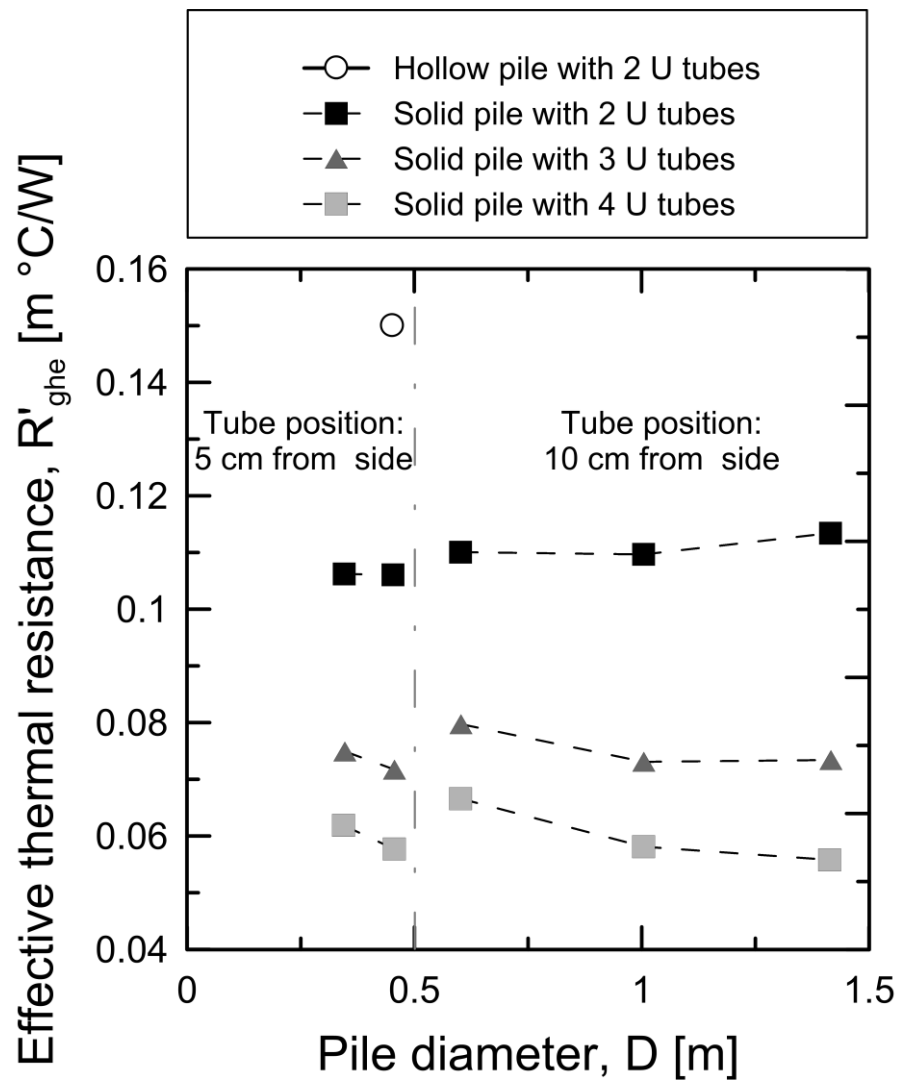 Hollow pile with 2 U tubes
Solid pile with 2 U tubes
Solid pile with 3 U tubes
Solid pile with 4 U tubes
Effective thermal resistance, R'ghe [m °C/W]
0.16
0.14
0.12
0.1
0.08
0.06
0.04
Tube position:
5 cm from side
Tube position:
10 cm from side
0
0.5
1
1.5
Pile diameter, D [m]